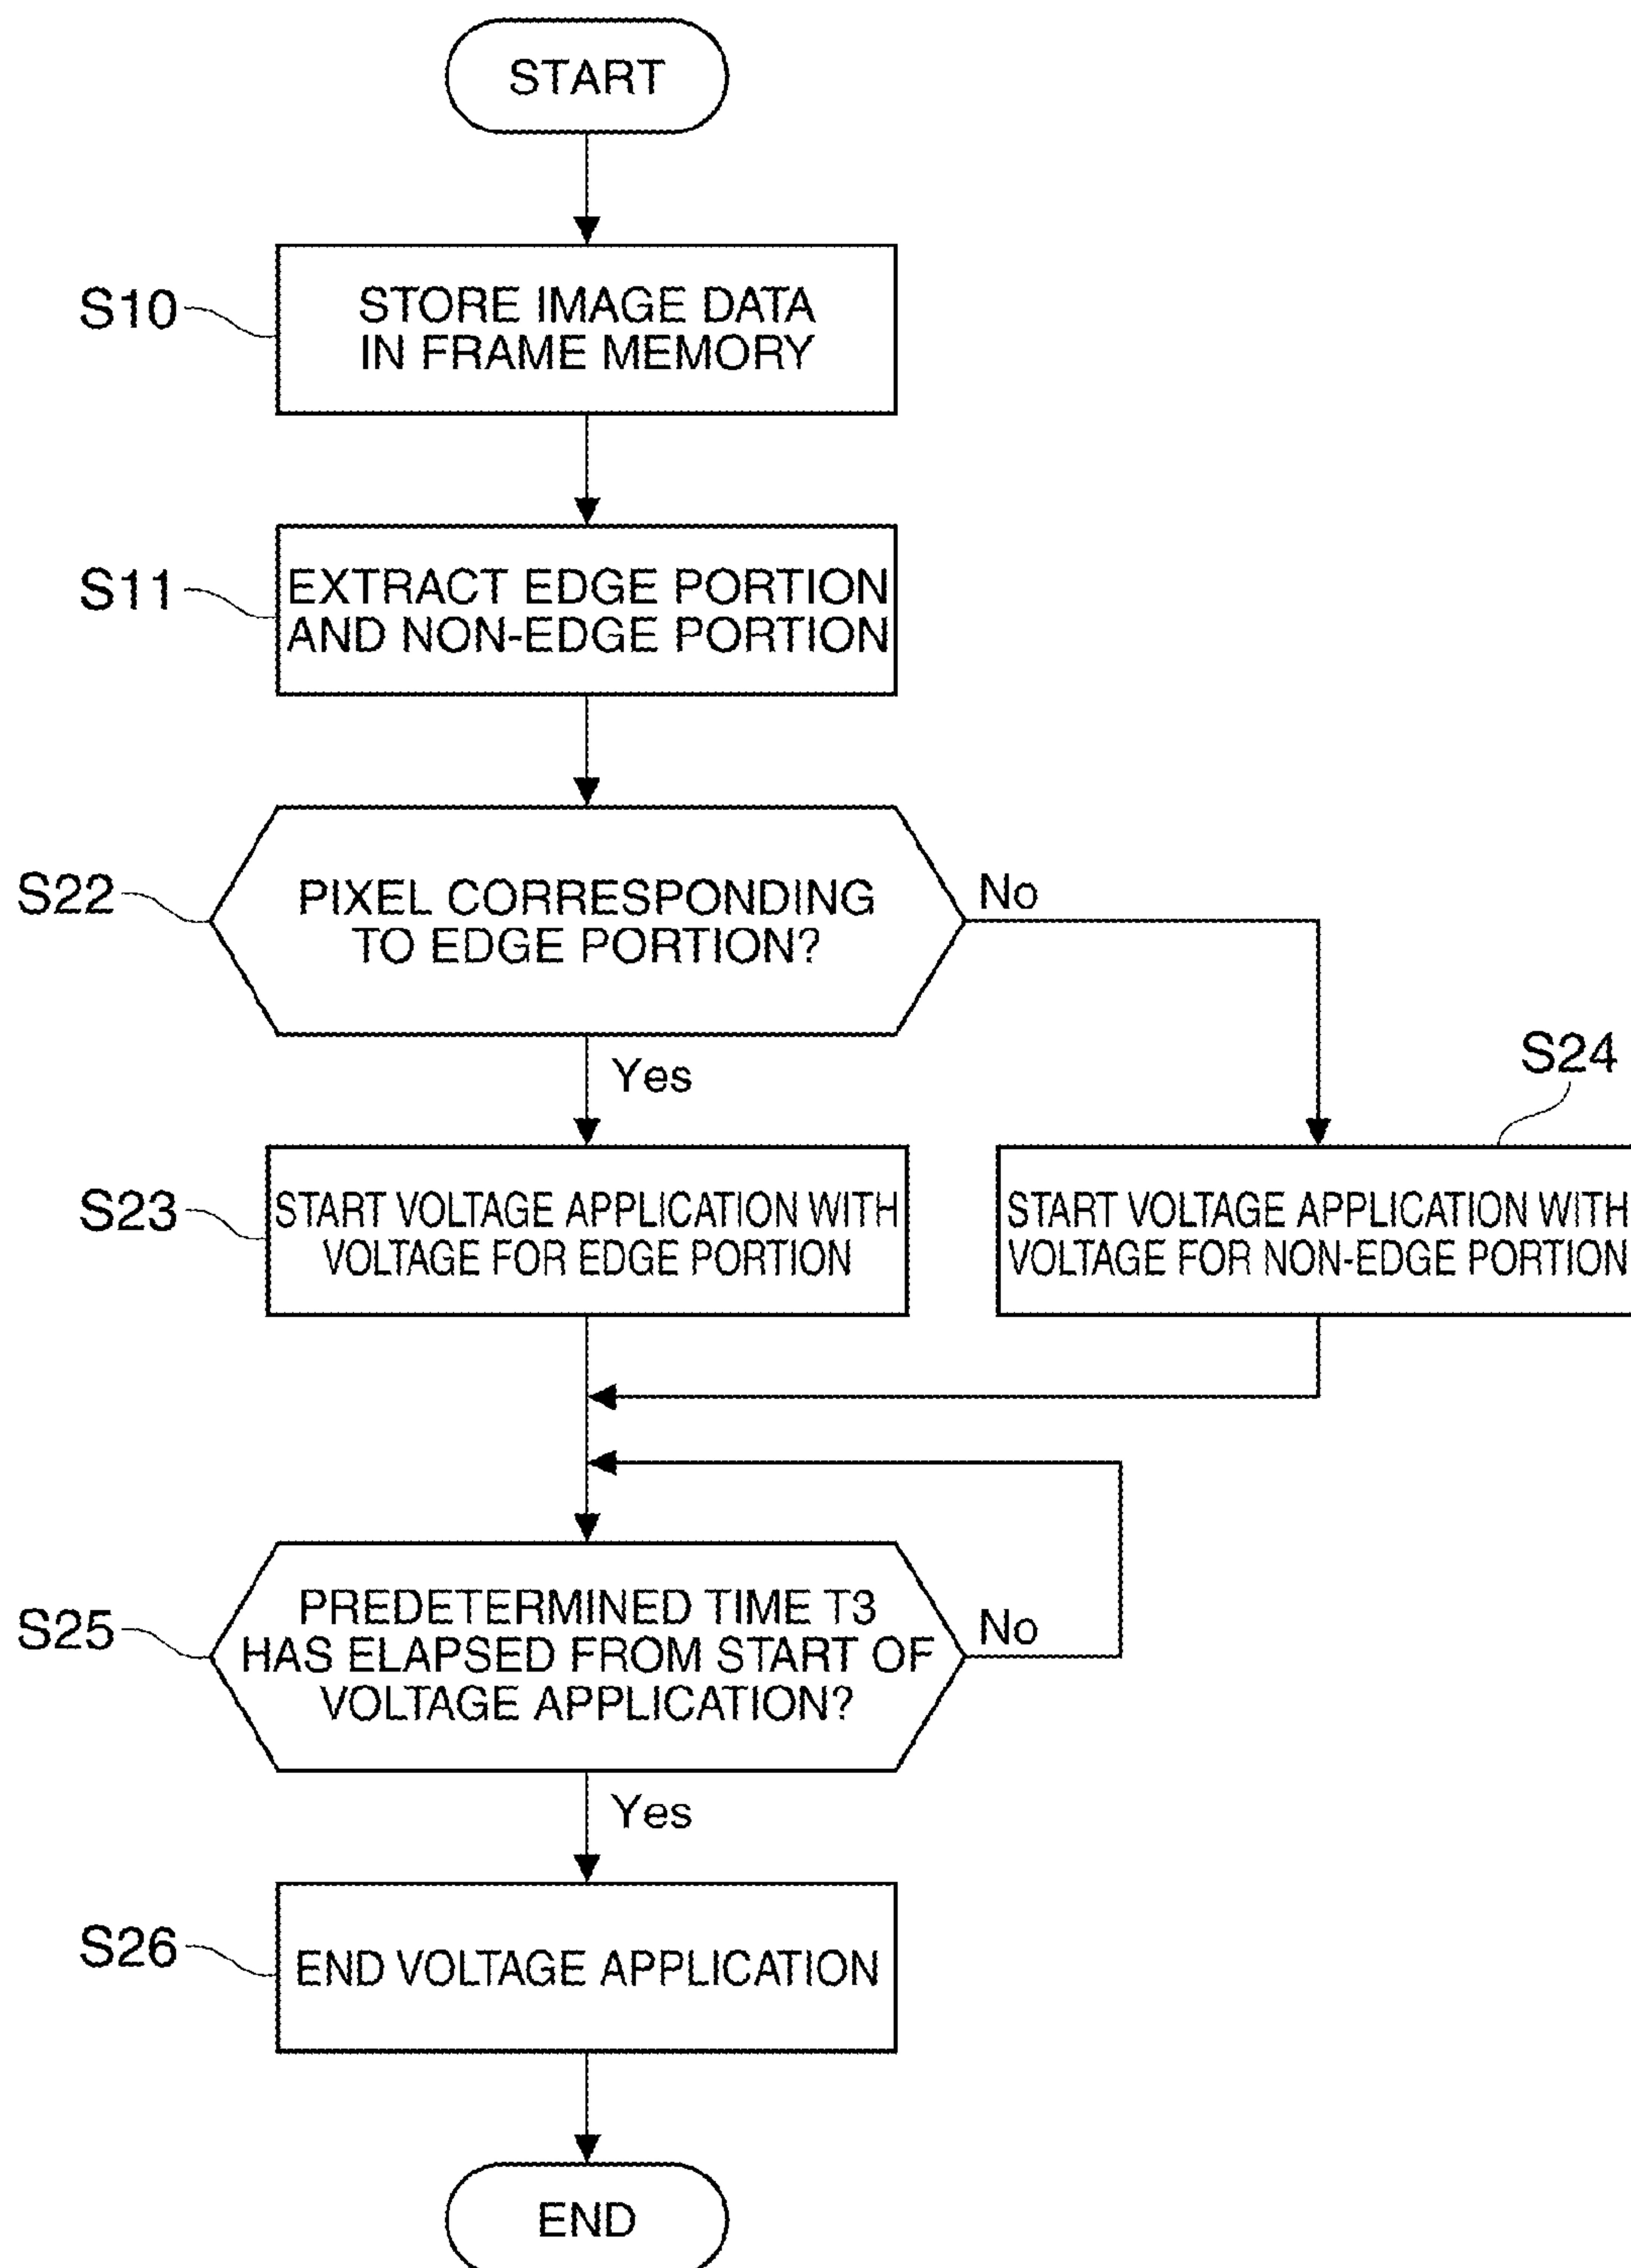 START
S10
STORE IMAGE DATA
IN FRAME MEMORY
S11
EXTRACT EDGE PORTION
AND NON-EDGE PORTION
S22
PIXEL CORRESPONDING
TO EDGE PORTION?
No
Yes
S23
START VOLTAGE APPLICATION WITH
VOLTAGE FOR EDGE PORTION
S24
START VOLTAGE APPLICATION WITH
VOLTAGE FOR NON-EDGE PORTION
S25
PREDETERMINED TIME T3
HAS ELAPSED FROM START OF
VOLTAGE APPLICATION?
No
Yes
S26
END VOLTAGE APPLICATION
END